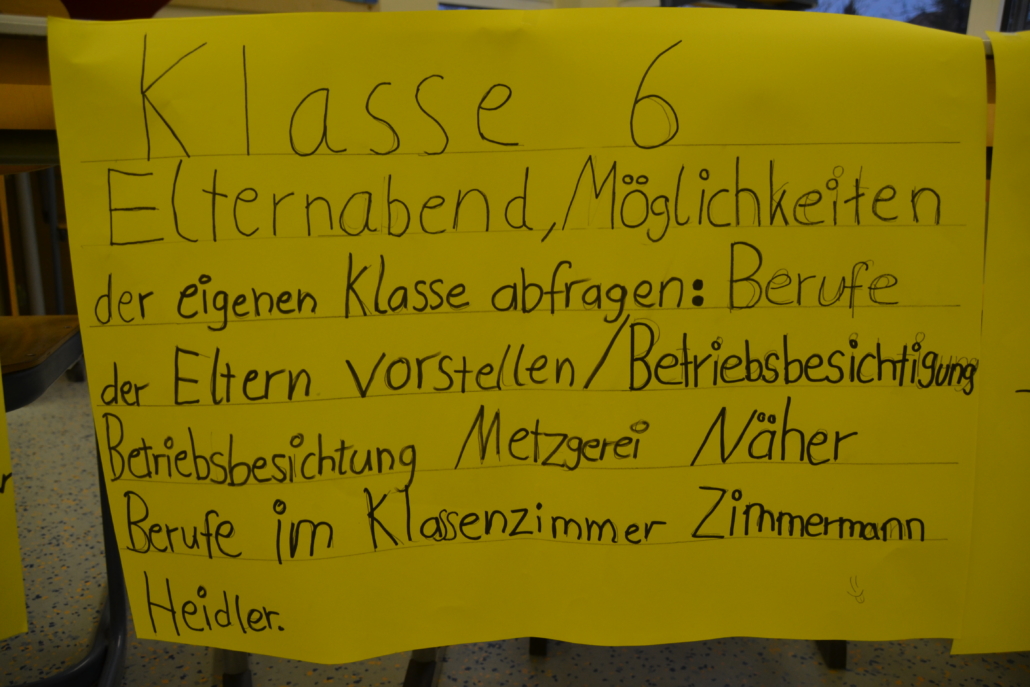 Klasse 6
Elternabend, Möglichkeiten
der eigenen Klasse abfragen: Berufe
der Eltern vorstellen/Betriebsbesichtigung
Betriebsbesichtung Metzgerei Näher
Berufe im Klassenzimmer Zimmermann
Heidler.